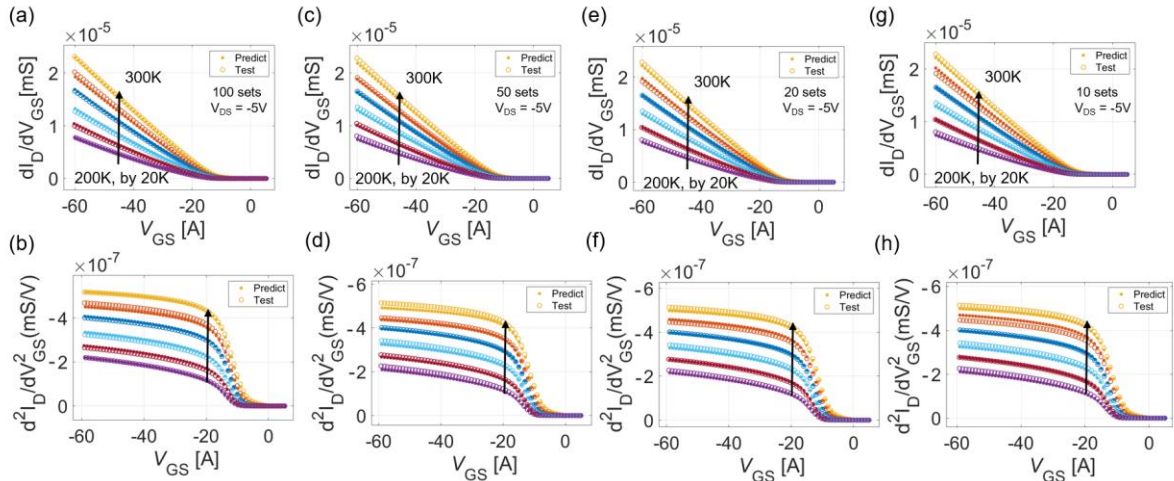 (a)
×10⁻⁵
dI_D/dV_GS [mS]
2
1
0
Predict
Test
300K
100 sets
V_DS = -5V
200K, by 20K
-60 -40 -20 0
V_GS [A]
(c)
×10⁻⁵
dI_D/dV_GS [mS]
2
1
0
Predict
Test
300K
50 sets
V_DS = -5V
200K, by 20K
-60 -40 -20 0
V_GS [A]
(e)
×10⁻⁵
dI_D/dV_GS [mS]
2
1
0
Predict
Test
300K
20 sets
V_DS = -5V
200K, by 20K
-60 -40 -20 0
V_GS [A]
(g)
×10⁻⁵
dI_D/dV_GS [mS]
2
1
0
Predict
Test
300K
10 sets
V_DS = -5V
200K, by 20K
-60 -40 -20 0
V_GS [A]
(b)
×10⁻⁷
d²I_D/dV²_GS (mS/V)
-4
-2
0
Predict
Test
-60 -40 -20 0
V_GS [A]
(d)
×10⁻⁷
d²I_D/dV²_GS (mS/V)
-6
-4
-2
0
Predict
Test
-60 -40 -20 0
V_GS [A]
(f)
×10⁻⁷
d²I_D/dV²_GS (mS/V)
-6
-4
-2
0
Predict
Test
-60 -40 -20 0
V_GS [A]
(h)
×10⁻⁷
d²I_D/dV²_GS (mS/V)
-6
-4
-2
0
Predict
Test
-60 -40 -20 0
V_GS [A]